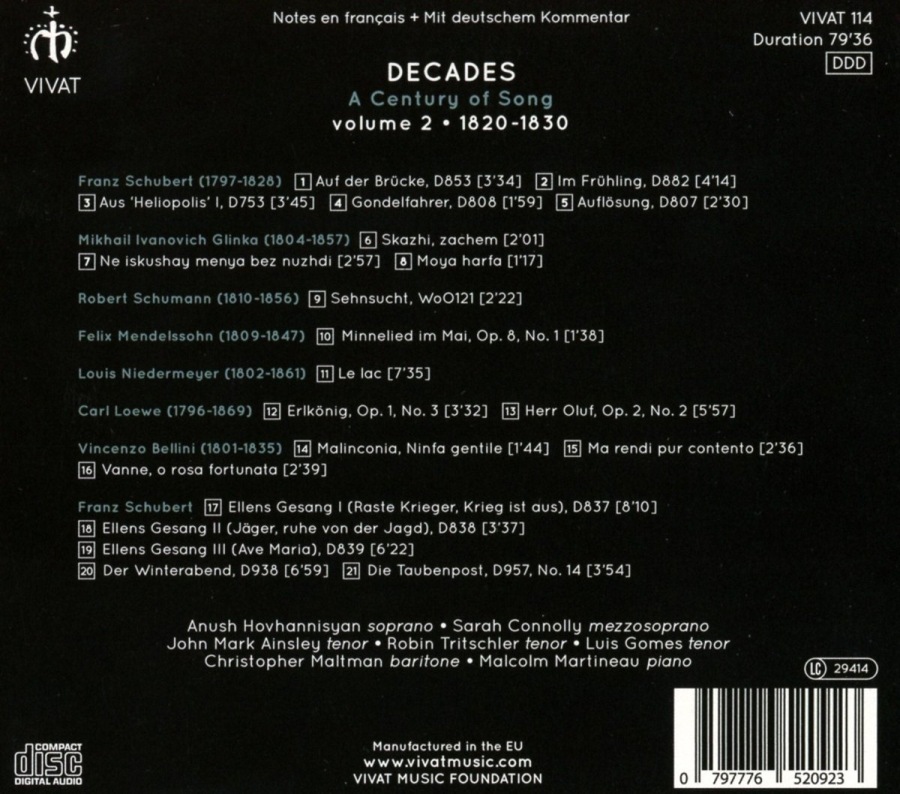 Notes en français + Mit deutschem Kommentar
VIVAT 114
Duration 79'36
DDD
VIVAT
DECADES
A Century of Song
volume 2 • 1820-1830
Franz Schubert (1797-1828) 1 Auf der Brücke, D853 [3'34] 2 Im Frühling, D882 [4'14]
3 Aus 'Heliopolis' I, D753 [3'45] 4 Gondelfahrer, D808 [1'59] 5 Auflösung, D807 [2'30]
Mikhail Ivanovich Glinka (1804-1857) 6 Skazhi, zachem [2'01]
7 Ne iskushay menya bez nuzhdi [2'57] 8 Moya harfa [1'17]
Robert Schumann (1810-1856) 9 Sehnsucht, WoO121 [2'22]
Felix Mendelssohn (1809-1847) 10 Minnelied im Mai, Op. 8, No. 1 [1'38]
Louis Niedermeyer (1802-1861) 11 Le lac [7'35]
Carl Loewe (1796-1869) 12 Erlkönig, Op. 1, No. 3 [3'32] 13 Herr Oluf, Op. 2, No. 2 [5'57]
Vincenzo Bellini (1801-1835) 14 Malinconia, Ninfa gentile [1'44] 15 Ma rendi pur contento [2'36]
16 Vanne, o rosa fortunata [2'39]
Franz Schubert 17 Ellens Gesang I (Raste Krieger, Krieg ist aus), D837 [8'10]
18 Ellens Gesang II (Jäger, ruhe von der Jagd), D838 [3'37]
19 Ellens Gesang III (Ave Maria), D839 [6'22]
20 Der Winterabend, D938 [6'59] 21 Die Taubenpost, D957, No. 14 [3'54]
Anush Hovhannisyan soprano • Sarah Connolly mezzosoprano
John Mark Ainsley tenor • Robin Tritschler tenor • Luis Gomes tenor
Christopher Maltman baritone • Malcolm Martineau piano
LC 29414
COMPACT
disc
DIGITAL AUDIO
Manufactured in the EU
www.vivatmusic.com
VIVAT MUSIC FOUNDATION
0 797776 520923